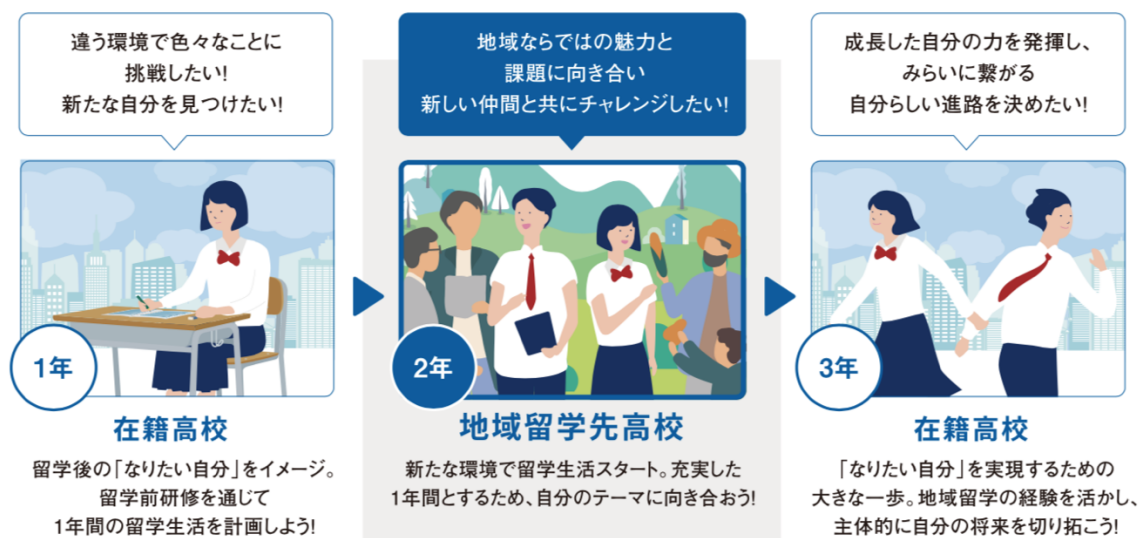 違う環境で色々なことに
挑戦したい!
新たな自分を見つけたい!
1年
在籍高校
留学後の「なりたい自分」をイメージ。
留学前研修を通じて
1年間の留学生活を計画しよう!
地域ならではの魅力と
課題に向き合い
新しい仲間と共にチャレンジしたい!
2年
地域留学先高校
新たな環境で留学生活スタート。充実した
1年間とするため、自分のテーマに向き合おう!
成長した自分の力を発揮し、
みらいに繋がる
自分らしい進路を決めたい!
3年
在籍高校
「なりたい自分」を実現するための
大きな一歩。地域留学の経験を活かし、
主体的に自分の将来を切り拓こう!